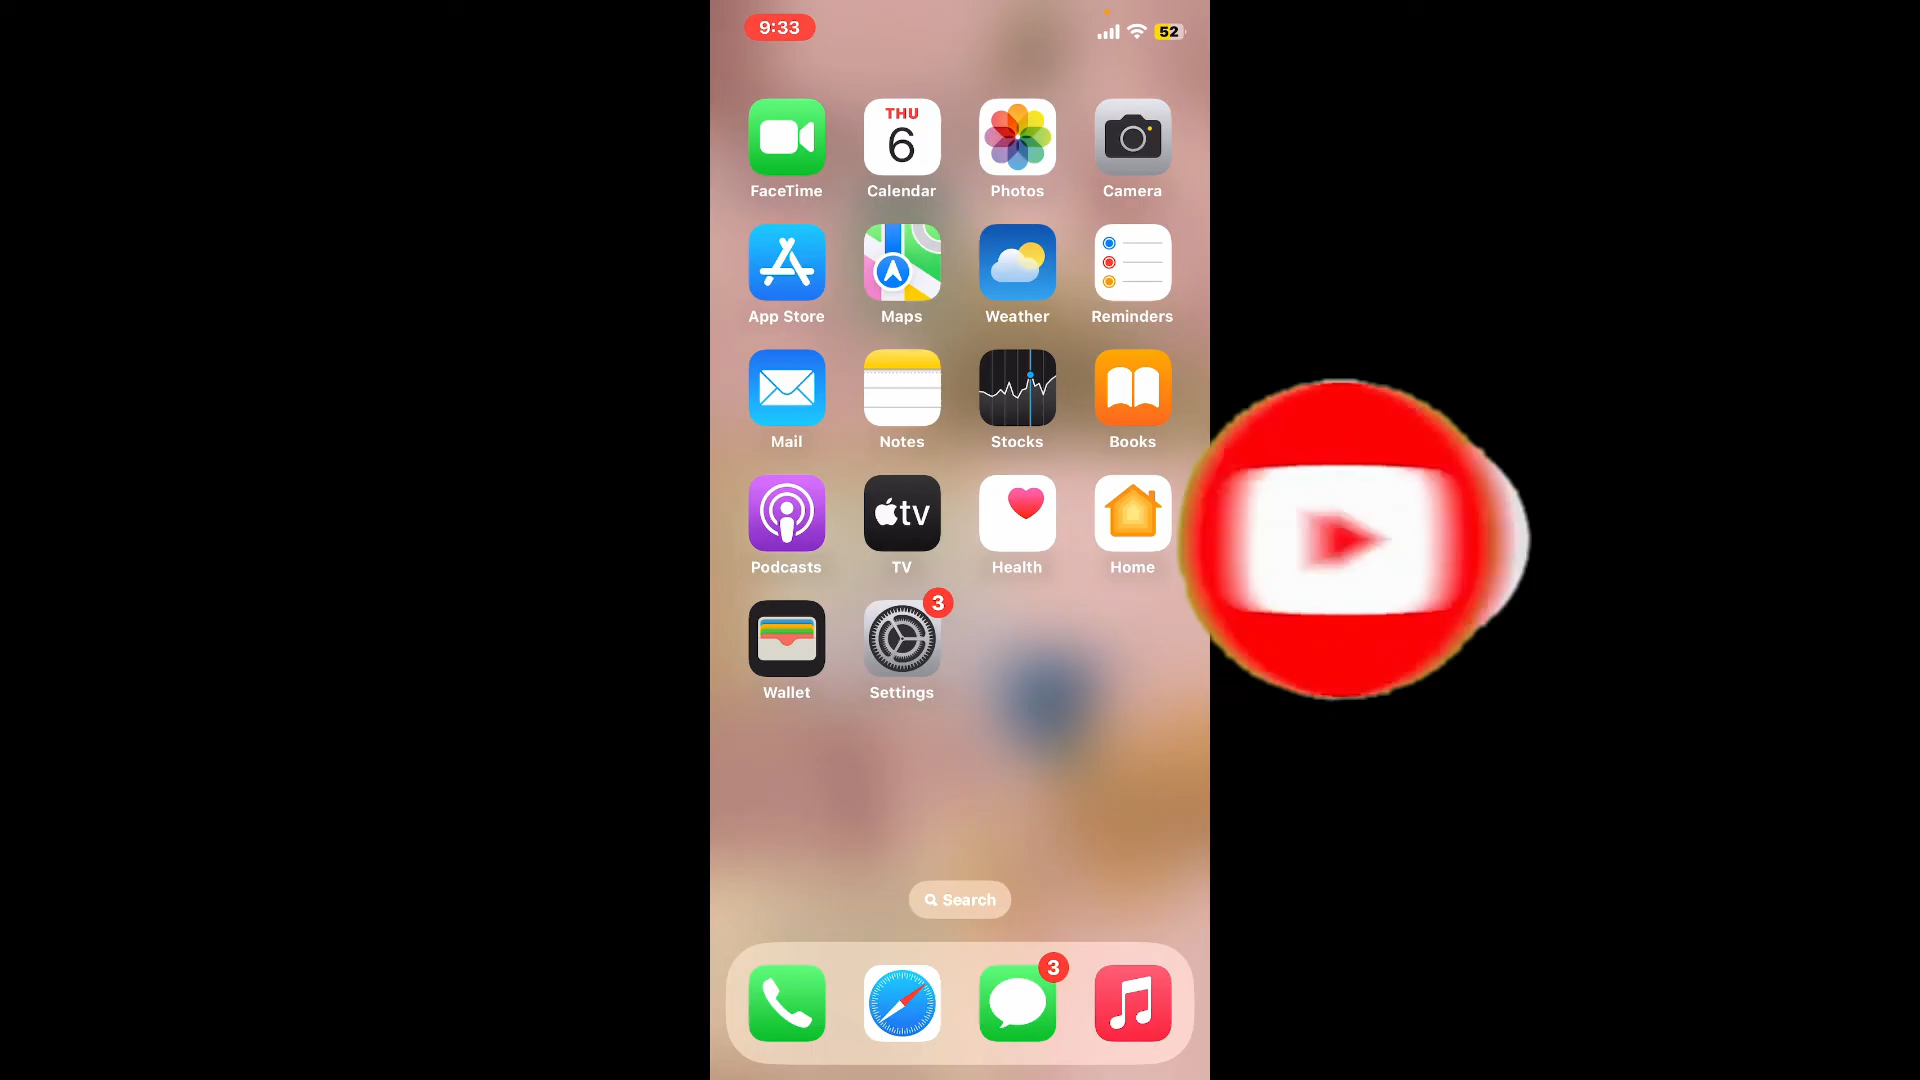 9:33
52
THU
6
FaceTime Calendar Photos Camera
App Store Maps Weather Reminders
Mail Notes Stocks Books
tv
Podcasts TV Health Home
3
Wallet Settings
Search
3